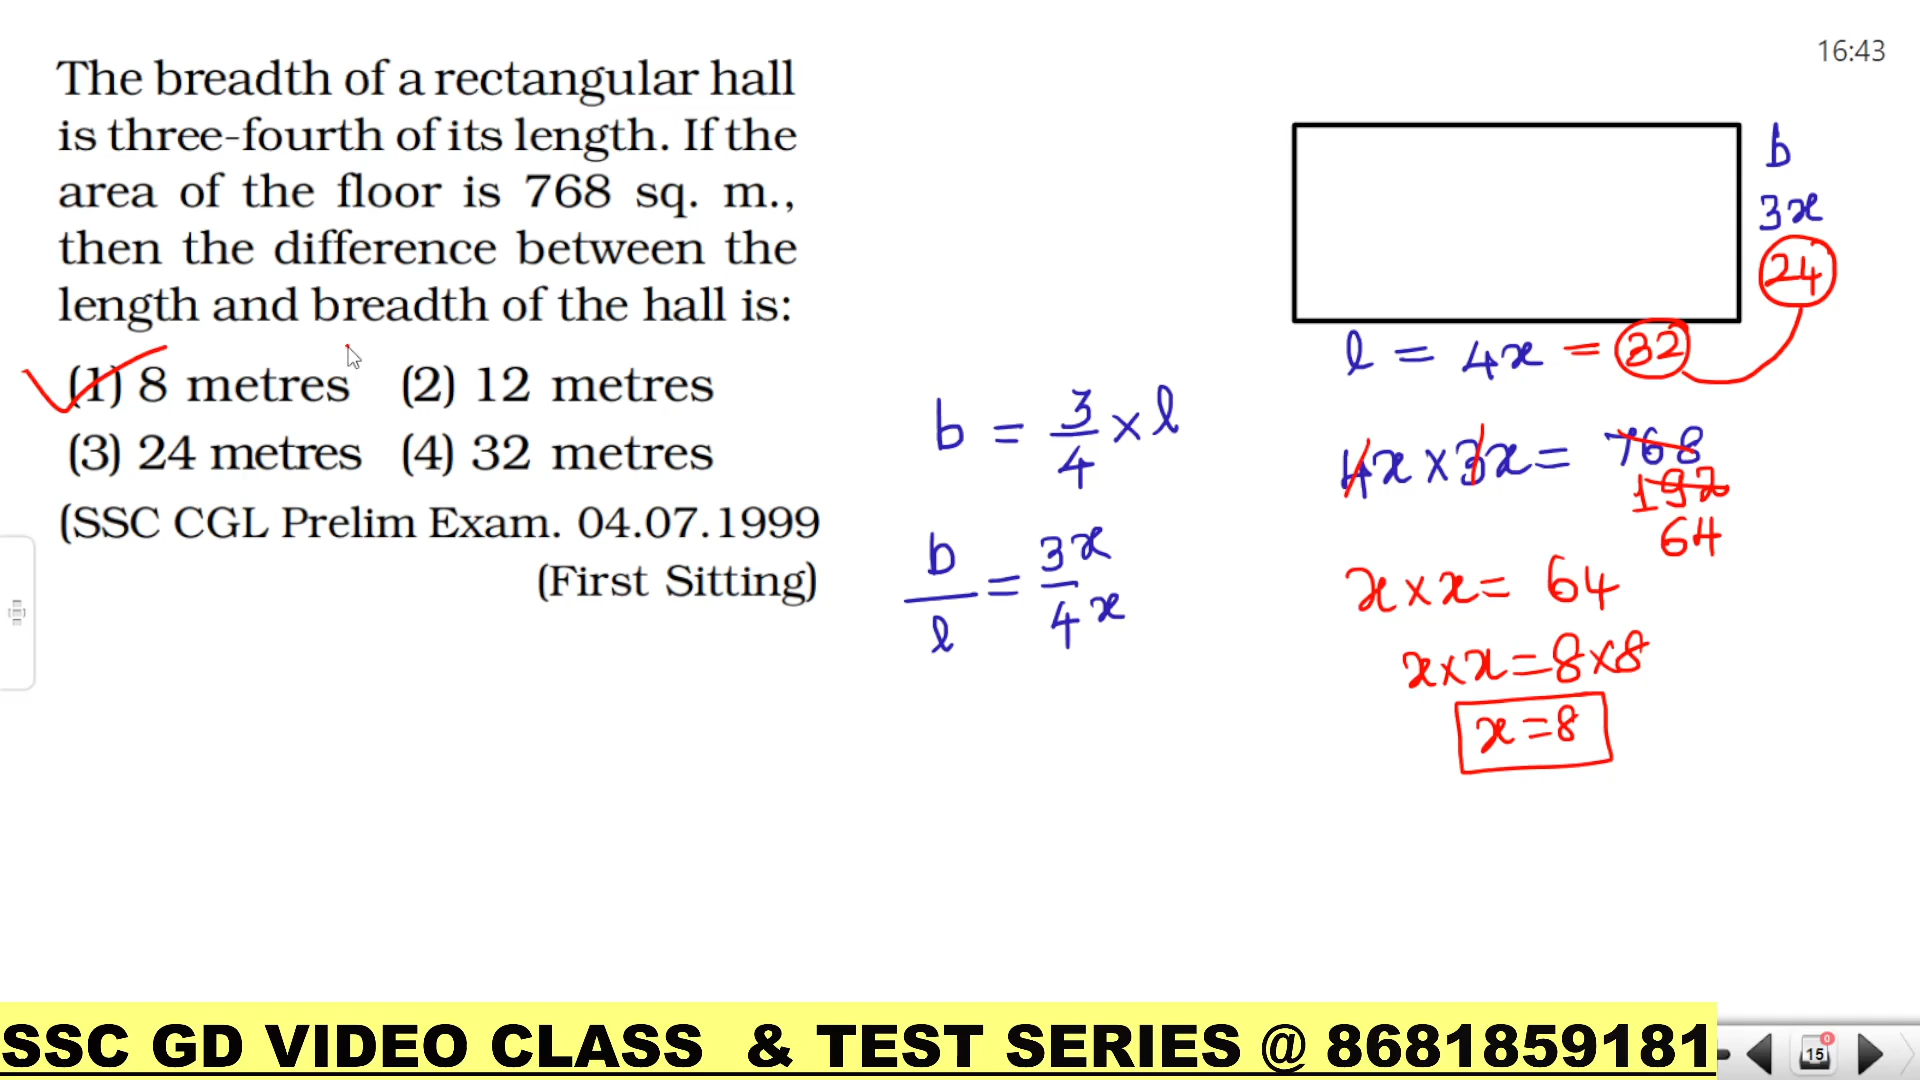 16:43
The breadth of a rectangular hall
is three-fourth of its length. If the
area of the floor is 768 sq. m.,
then the difference between the
length and breadth of the hall is:
(1) 8 metres (2) 12 metres
(3) 24 metres (4) 32 metres
(SSC CGL Prelim Exam. 04.07.1999
(First Sitting)
b = 3/4 × l
b/l = 3x/4x
b
3x
24
l = 4x = 32
4x × 3x = 768
192
64
x × x = 64
x × x = 8 × 8
x = 8
SSC GD VIDEO CLASS & TEST SERIES @ 8681859181
15
0